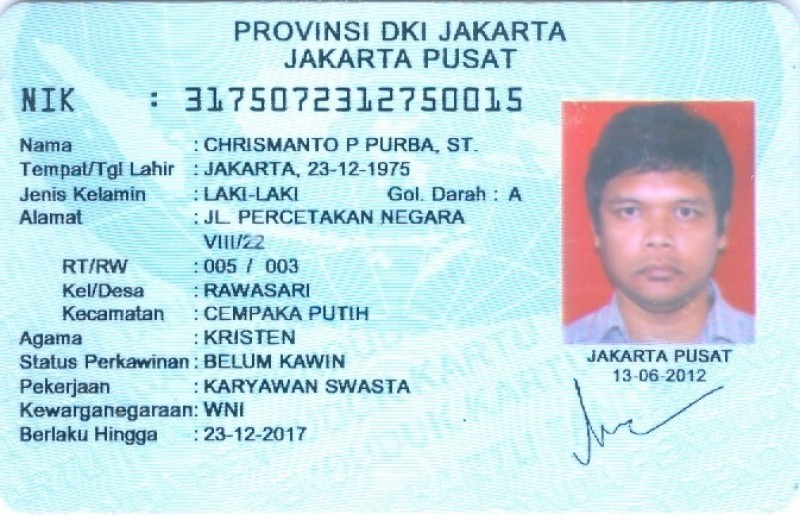 PROVINSI DKI JAKARTA
JAKARTA PUSAT
NIK : 3175072312750015
Nama : CHRISMANTO P PURBA, ST.
Tempat/Tgl Lahir : JAKARTA, 23-12-1975
Jenis Kelamin : LAKI-LAKI Gol. Darah : A
Alamat : JL. PERCETAKAN NEGARA
VIII/22
RT/RW : 005 / 003
Kel/Desa : RAWASARI
Kecamatan : CEMPAKA PUTIH
Agama : KRISTEN
Status Perkawinan : BELUM KAWIN
Pekerjaan : KARYAWAN SWASTA
Kewarganegaraan: WNI
Berlaku Hingga : 23-12-2017
JAKARTA PUSAT
13-06-2012